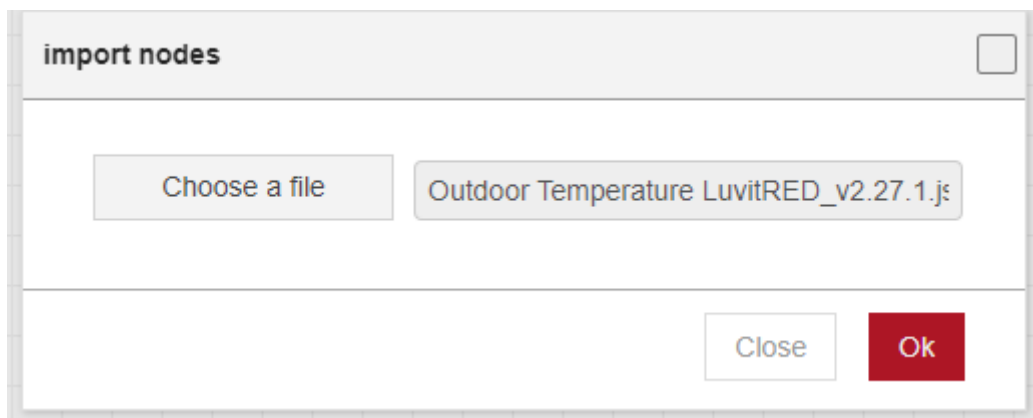 import nodes
Choose a file
Outdoor Temperature LuvitRED_v2.27.1.js
Close
Ok